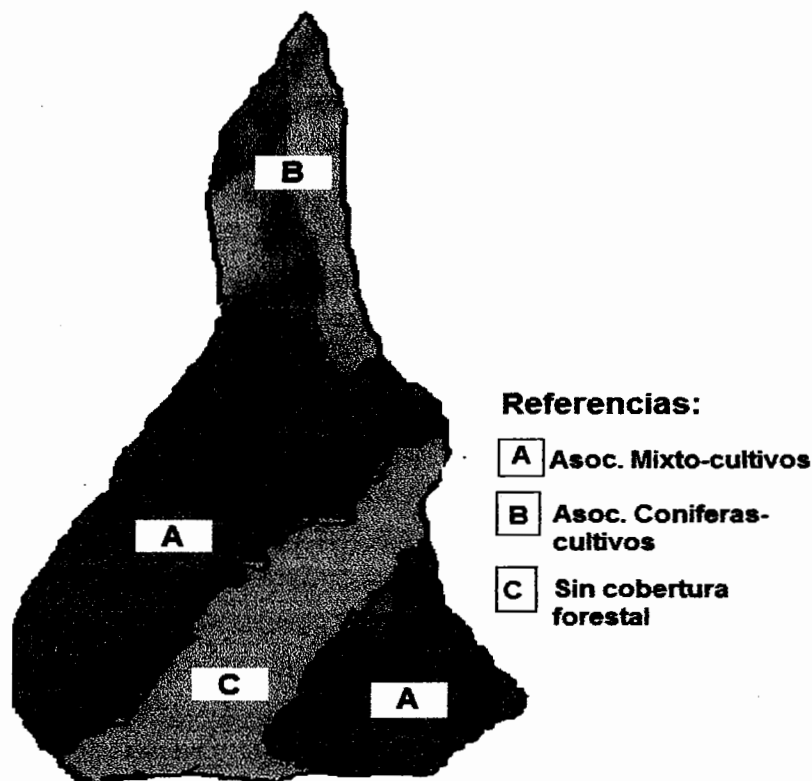 B
Referencias:
A Asoc. Mixto-cultivos
B Asoc. Coniferas-
cultivos
A
C Sin cobertura
forestal
C
A